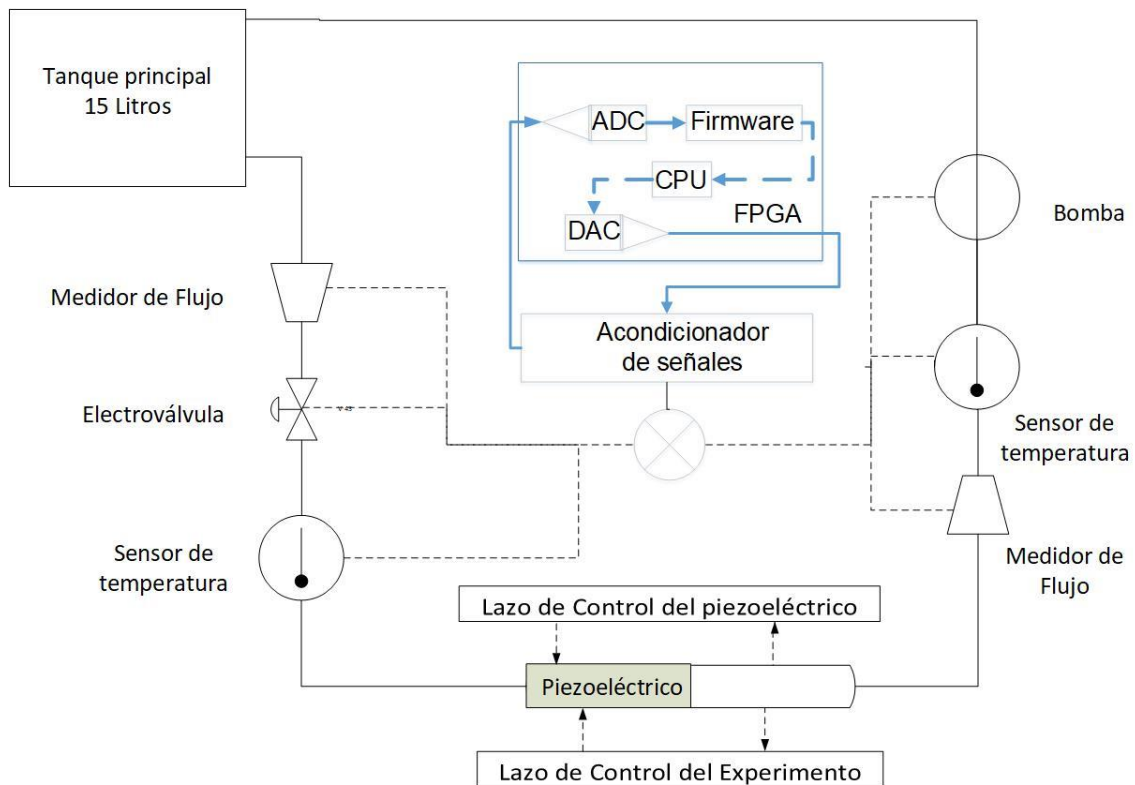 Tanque principal
15 Litros
ADC
Firmware
CPU
DAC
FPGA
Bomba
Medidor de Flujo
Acondicionador
de señales
Electroválvula
Sensor de
temperatura
Sensor de
temperatura
Medidor de
Flujo
Lazo de Control del piezoeléctrico
Piezoeléctrico
Lazo de Control del Experimento